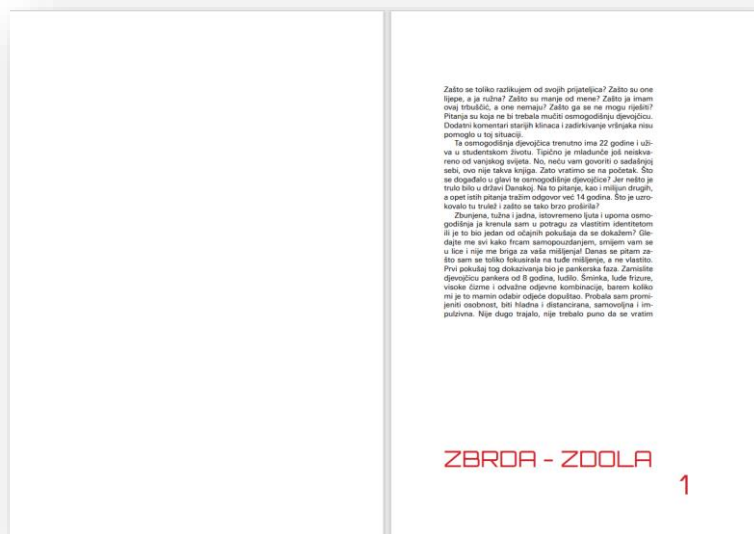 Zašto se toliko razlikujem od svojih prijateljica? Zašto su one
lijepe, a ja ružna? Zašto su manje od mene? Zašto ja imam
ovaj trbuščić, a one nemaju? Zašto ga se ne mogu riješiti?
Pitanja su koja ne bi trebala mučiti osmogodišnju djevojčicu.
Dodatni komentari starijih klinaca i zadirkivanje vršnjaka nisu
pomoglo u toj situaciji.
Ta osmogodišnja djevojčica trenutno ima 22 godine i uži-
va u studentskom životu. Tipično je mladunče još neiskva-
reno od vanjskog svijeta. No, neću vam govoriti o sadašnjoj
sebi, ovo nije takva knjiga. Zato vratimo se na početak. Što
se događalo u glavi te osmogodišnje djevojčice? Jer nešto je
trulo bilo u državi Danskoj. Na to pitanje, kao i milijun drugih,
a opet istih pitanja tražim odgovor već 14 godina. Što je uzro-
kovalo tu trulež i zašto se tako brzo proširila?
Zbunjena, tužna i jadna, istovremeno ljuta i uporna osmo-
godišnja ja krenula sam u potragu za vlastitim identitetom
ili je to bio jedan od očajnih pokušaja da se dokažem? Gle-
dajte me svi kako frcam samopouzdanjem, smijem vam se
u lice i nije me briga za vaša mišljenja! Danas se pitam za-
što sam se toliko fokusirala na tuđe mišljenje, a ne vlastito.
Prvi pokušaj tog dokazivanja bio je pankerska faza. Zamislite
djevojčicu pankera od 8 godina, ludilo. Šminka, lude frizure,
visoke čizme i odvažne odjevne kombinacije, barem koliko
mi je to mamin odabir odjeće dopuštao. Probala sam promi-
jeniti osobnost, biti hladna i distancirana, samovoljna i im-
pulzivna. Nije dugo trajalo, nije trebalo puno da se vratim
ZBRDA - ZDOLA
1